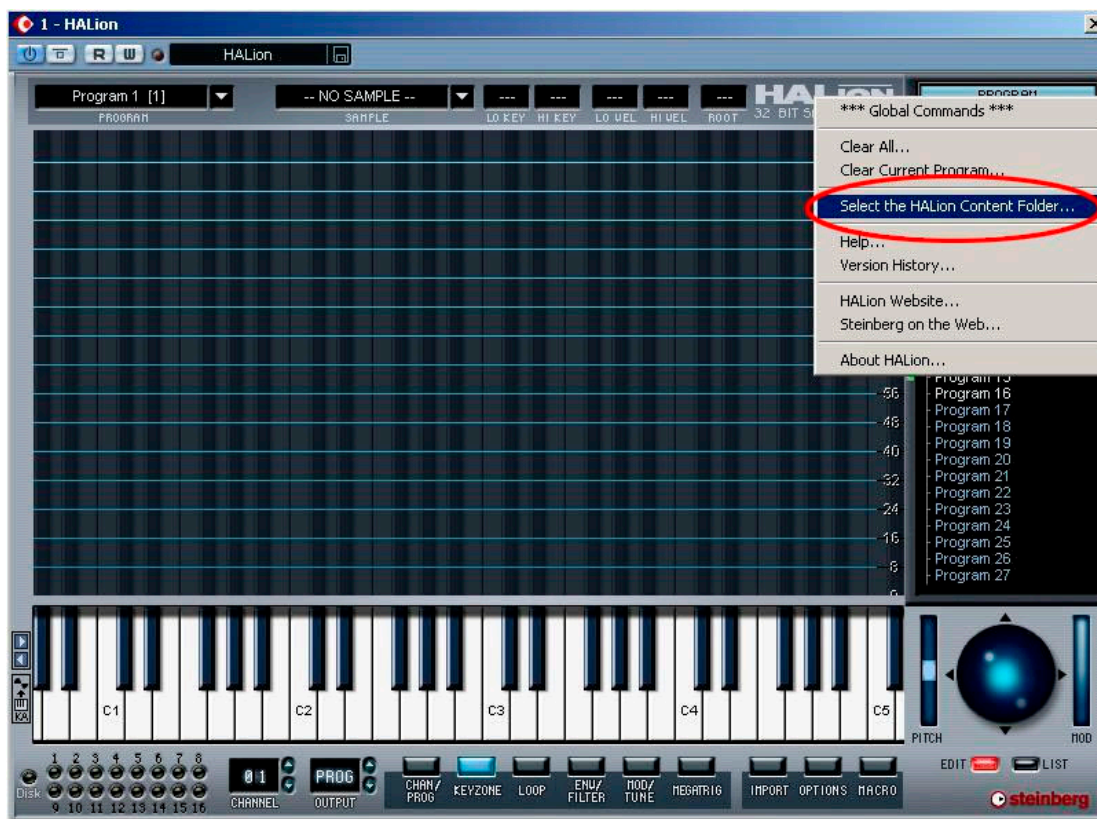 1 - HALion
R W HALion
Program 1 [1]
-- NO SAMPLE --
--- --- --- --- ---
PROGRAM SAMPLE LO KEY HI KEY LO VEL HI VEL ROOT
HALion
32 BIT
PROGRAM
*** Global Commands ***
Clear All...
Clear Current Program...
Select the HALion Content Folder...
Help...
Version History...
HALion Website...
Steinberg on the Web...
About HALion...
Program 15
Program 16
Program 17
Program 18
Program 19
Program 20
Program 21
Program 22
Program 23
Program 24
Program 25
Program 26
Program 27
56
48
40
32
24
16
8
0
KA
C1 C2 C3 C4 C5
PITCH MOD
EDIT LIST
1 2 3 4 5 6 7 8
Disk
9 10 11 12 13 14 15 16
01
CHANNEL
PROG
OUTPUT
CHAN/PROG
KEYZONE
LOOP
ENV/FILTER
MOD/TUNE
MEGATRIG
IMPORT
OPTIONS
MACRO
steinberg